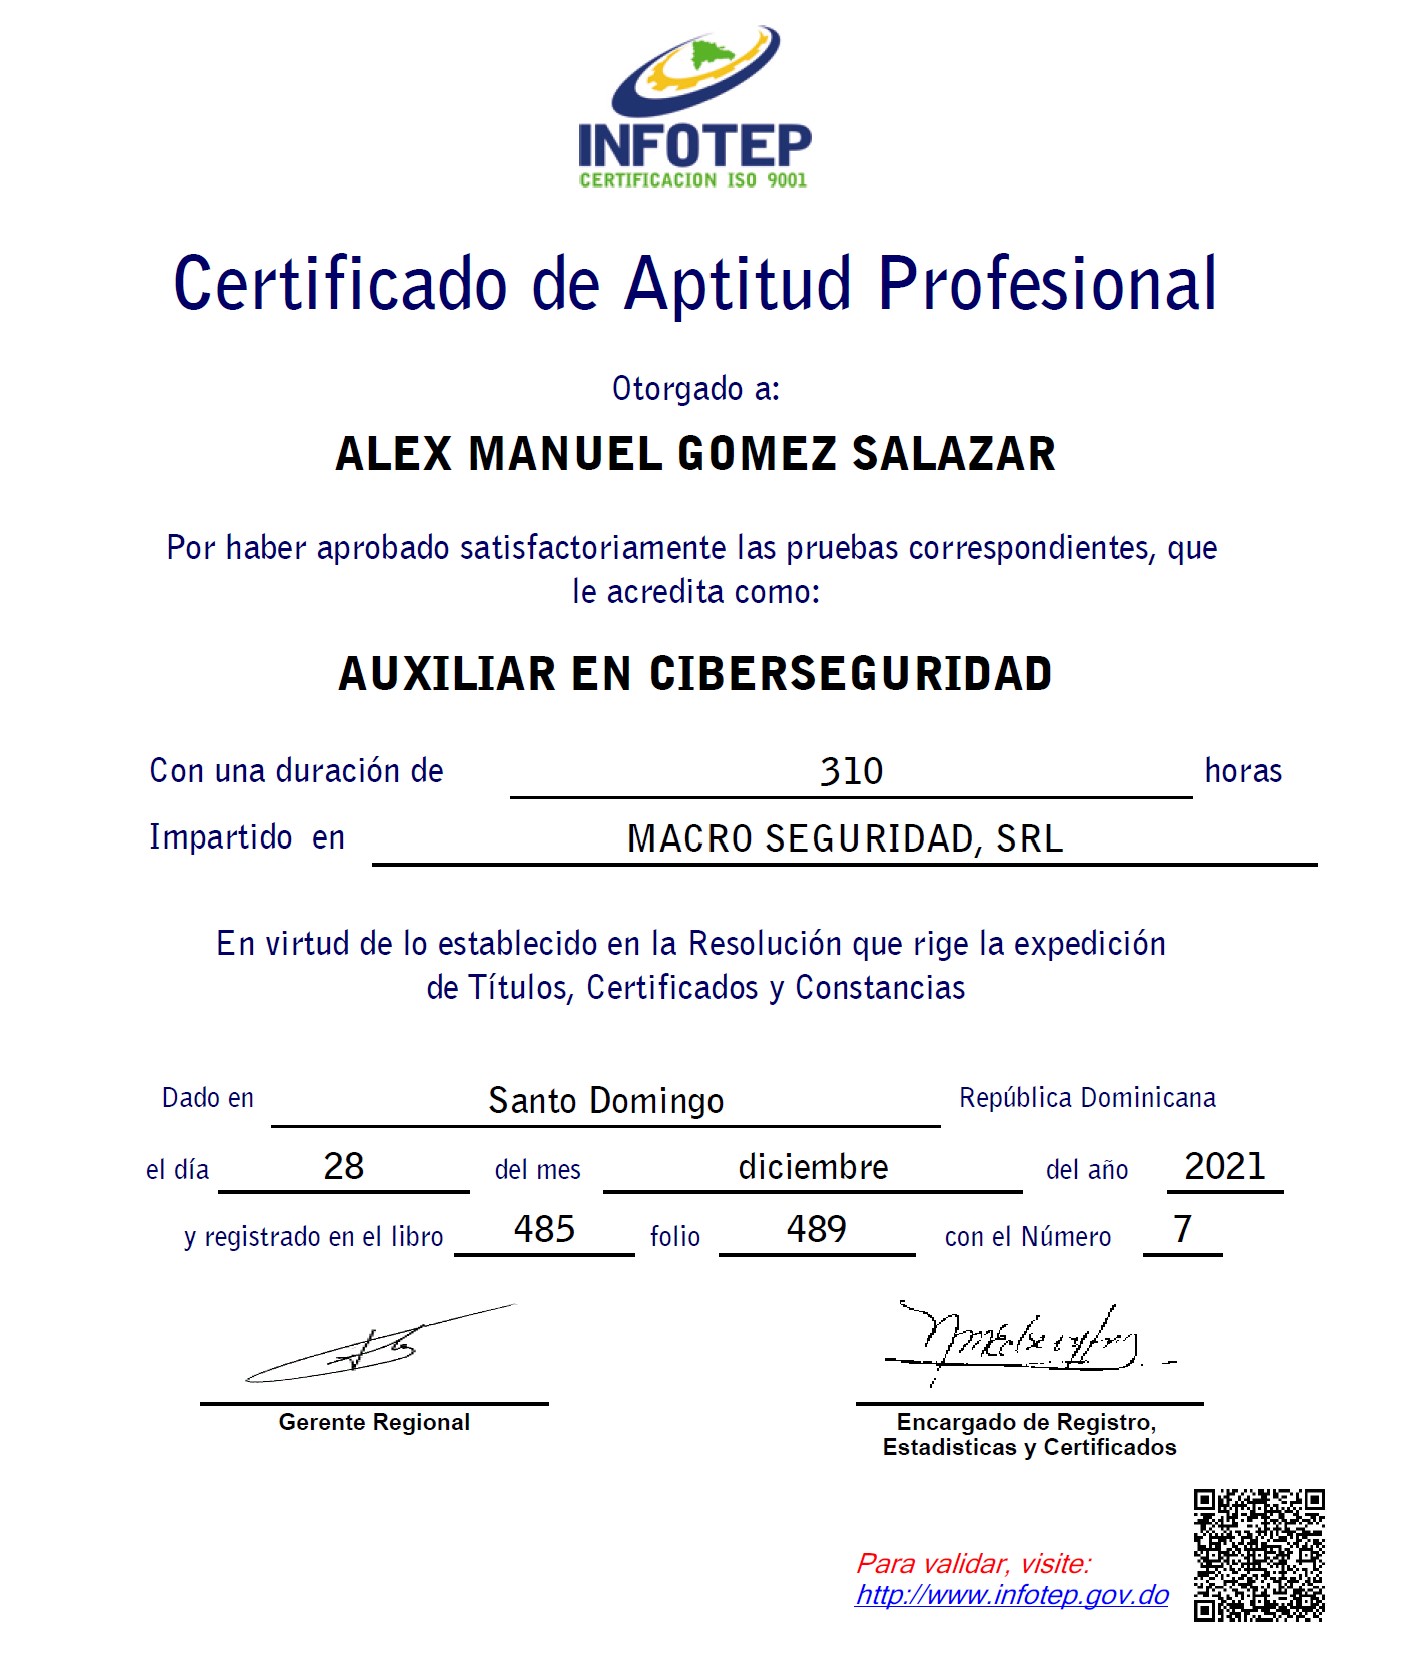 INFOTEP
CERTIFICACION ISO 9001
Certificado de Aptitud Profesional
Otorgado a:
ALEX MANUEL GOMEZ SALAZAR
Por haber aprobado satisfactoriamente las pruebas correspondientes, que
le acredita como:
AUXILIAR EN CIBERSEGURIDAD
Con una duración de 310 horas
Impartido en MACRO SEGURIDAD, SRL
En virtud de lo establecido en la Resolución que rige la expedición
de Títulos, Certificados y Constancias
Dado en Santo Domingo República Dominicana
el día 28 del mes diciembre del año 2021
y registrado en el libro 485 folio 489 con el Número 7
Gerente Regional
Encargado de Registro,
Estadisticas y Certificados
Para validar, visite:
http://www.infotep.gov.do